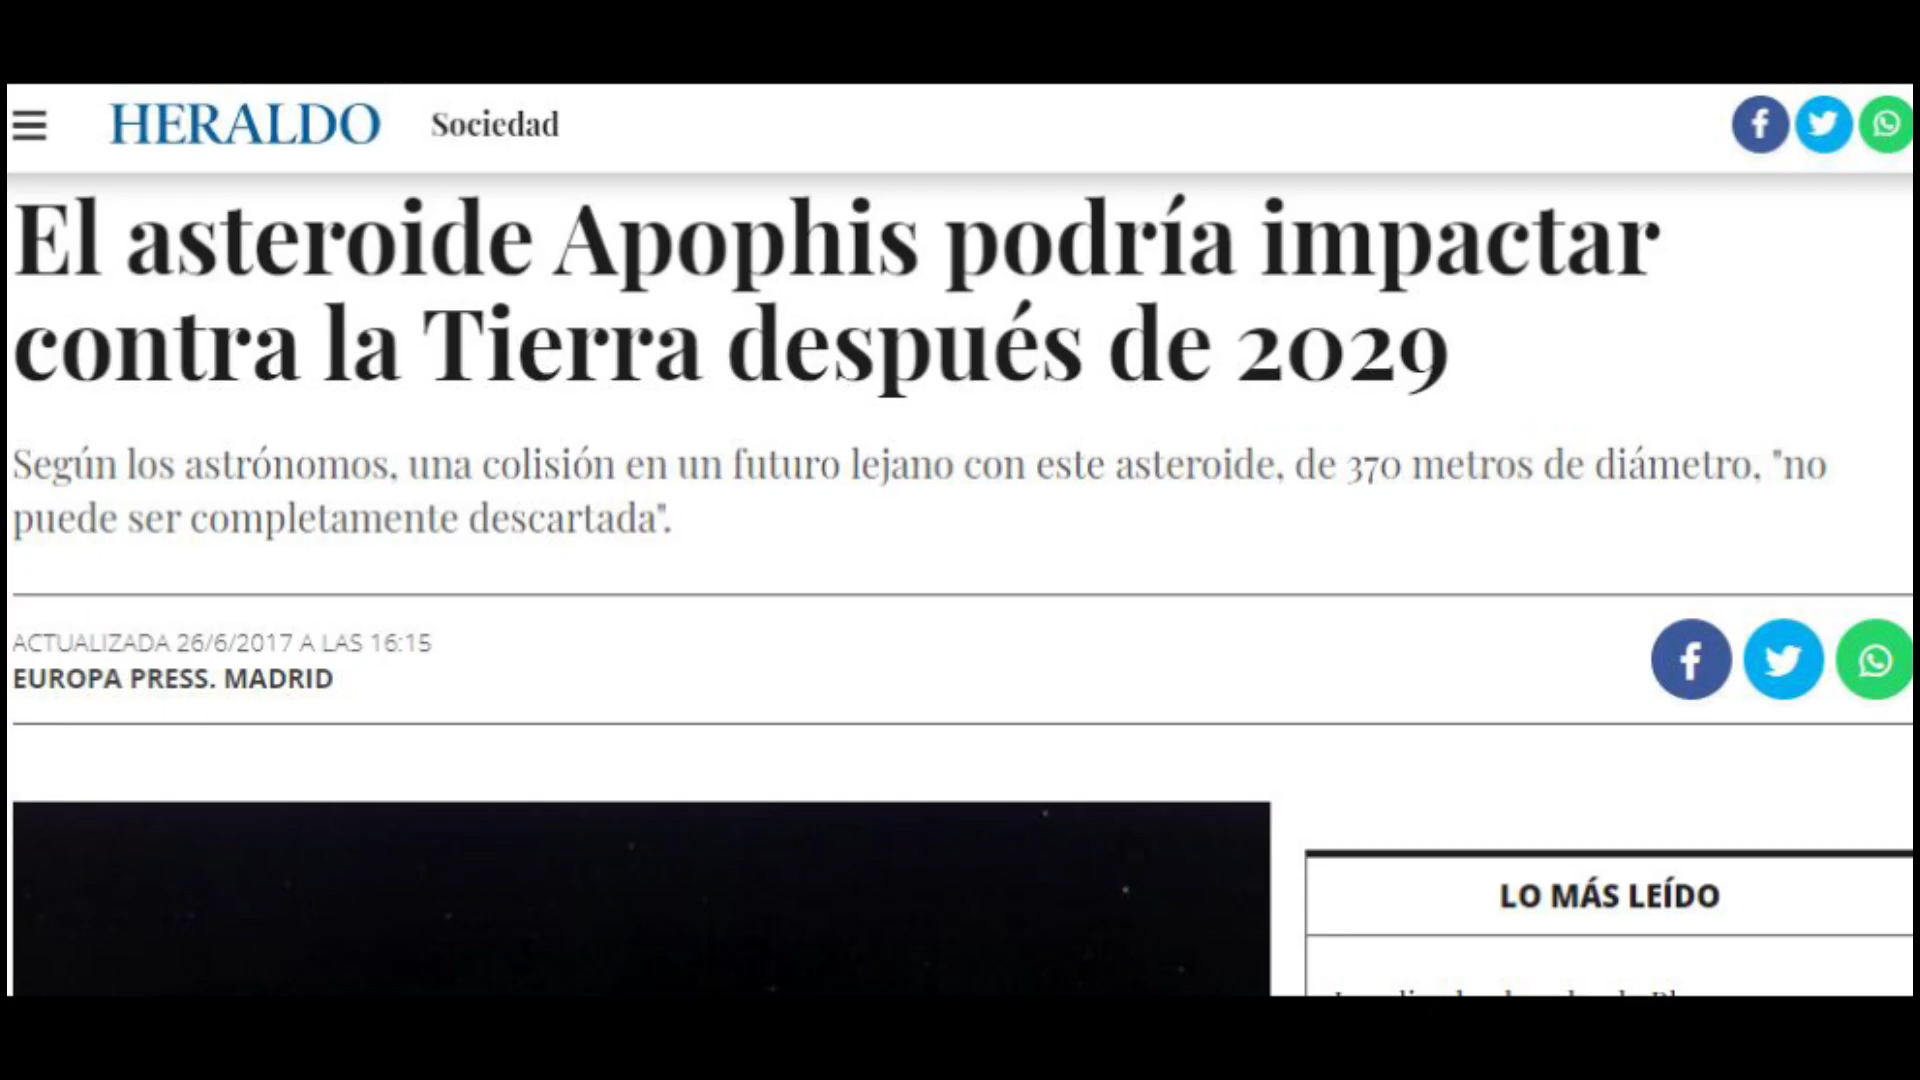 HERALDO Sociedad
El asteroide Apophis podría impactar
contra la Tierra después de 2029
Según los astrónomos, una colisión en un futuro lejano con este asteroide, de 370 metros de diámetro, "no
puede ser completamente descartada".
ACTUALIZADA 26/6/2017 A LAS 16:15
EUROPA PRESS. MADRID
LO MÁS LEÍDO